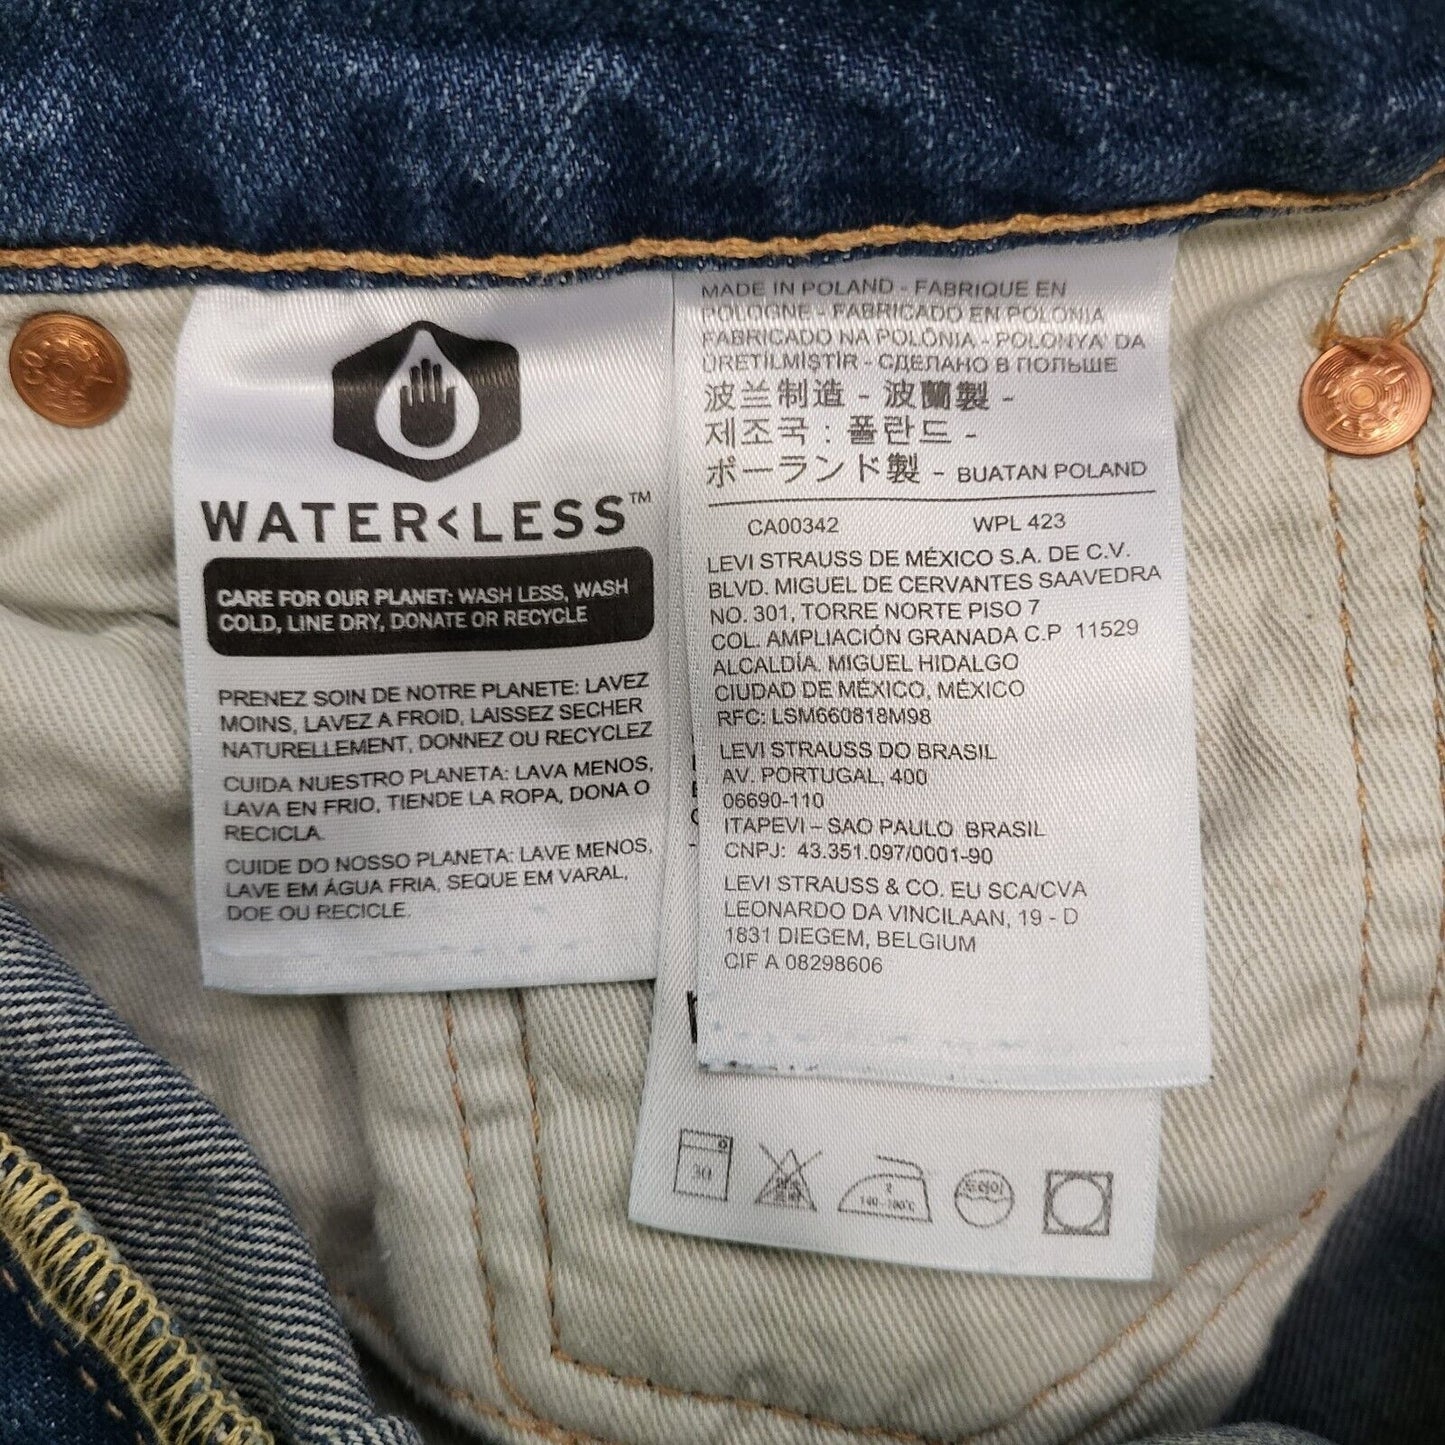 WATER<LESS™
CARE FOR OUR PLANET: WASH LESS, WASH
COLD, LINE DRY, DONATE OR RECYCLE
PRENEZ SOIN DE NOTRE PLANETE: LAVEZ
MOINS, LAVEZ A FROID, LAISSEZ SECHER
NATURELLEMENT, DONNEZ OU RECYCLEZ
CUIDA NUESTRO PLANETA: LAVA MENOS,
LAVA EN FRIO, TIENDE LA ROPA, DONA O
RECICLA.
CUIDE DO NOSSO PLANETA: LAVE MENOS,
LAVE EM ÁGUA FRIA, SEQUE EM VARAL,
DOE OU RECICLE.
MADE IN POLAND - FABRIQUE EN
POLOGNE - FABRICADO EN POLONIA
FABRICADO NA POLÔNIA - POLONYA' DA
ÜRETİLMİŞTİR - СДЕЛАНО В ПОЛЬШЕ
波兰制造 - 波蘭製 -
제조국 : 폴란드 -
ポーランド製 - BUATAN POLAND
CA00342 WPL 423
LEVI STRAUSS DE MÉXICO S.A. DE C.V.
BLVD. MIGUEL DE CERVANTES SAAVEDRA
NO. 301, TORRE NORTE PISO 7
COL. AMPLIACIÓN GRANADA C.P 11529
ALCALDÍA. MIGUEL HIDALGO
CIUDAD DE MÉXICO, MÉXICO
RFC: LSM660818M98
LEVI STRAUSS DO BRASIL
AV. PORTUGAL, 400
06690-110
ITAPEVI – SAO PAULO BRASIL
CNPJ: 43.351.097/0001-90
LEVI STRAUSS & CO. EU SCA/CVA
LEONARDO DA VINCILAAN, 19 - D
1831 DIEGEM, BELGIUM
CIF A 08298606
30
2
드라이